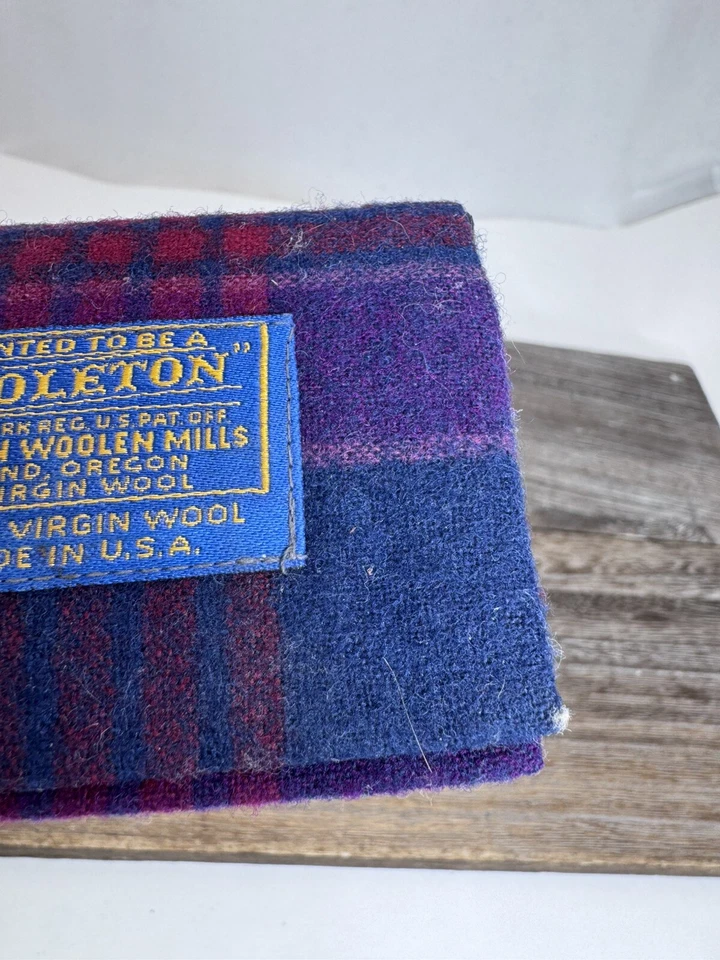 NTED TO BE A
DLETON"
RK REG. U.S. PAT. OFF
H WOOLEN MILLS
ND, OREGON
IRGIN WOOL
VIRGIN WOOL
DE IN U.S.A.